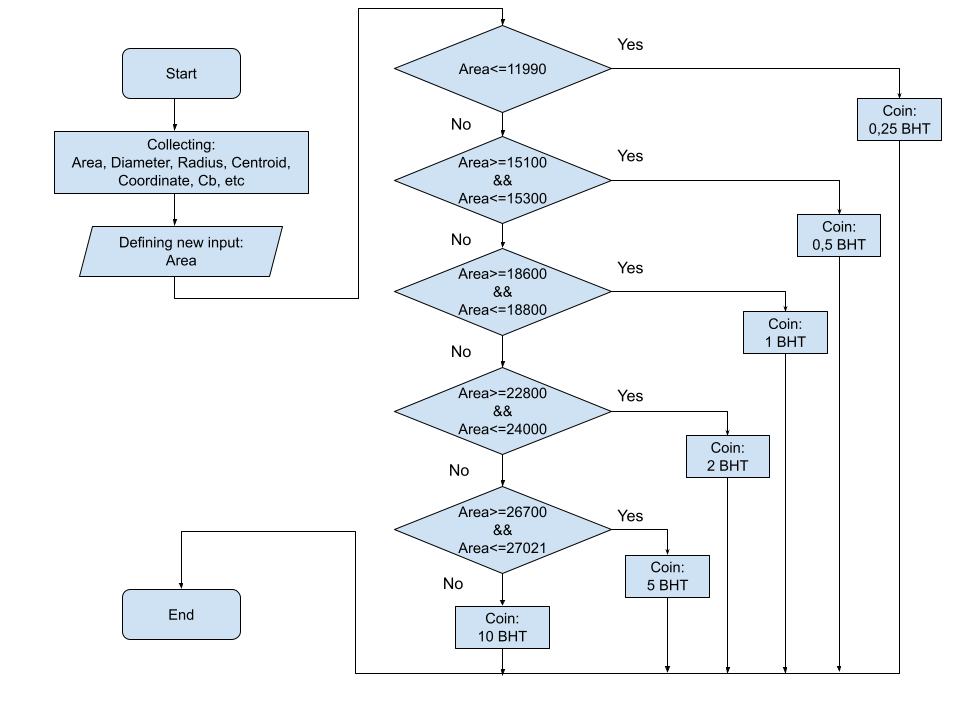 Start
Collecting:
Area, Diameter, Radius, Centroid,
Coordinate, Cb, etc
Defining new input:
Area
Area<=11990
Yes
Coin:
0,25 BHT
No
Area>=15100
&&
Area<=15300
Yes
Coin:
0,5 BHT
No
Area>=18600
&&
Area<=18800
Yes
Coin:
1 BHT
No
Area>=22800
&&
Area<=24000
Yes
Coin:
2 BHT
No
Area>=26700
&&
Area<=27021
Yes
Coin:
5 BHT
No
Coin:
10 BHT
End